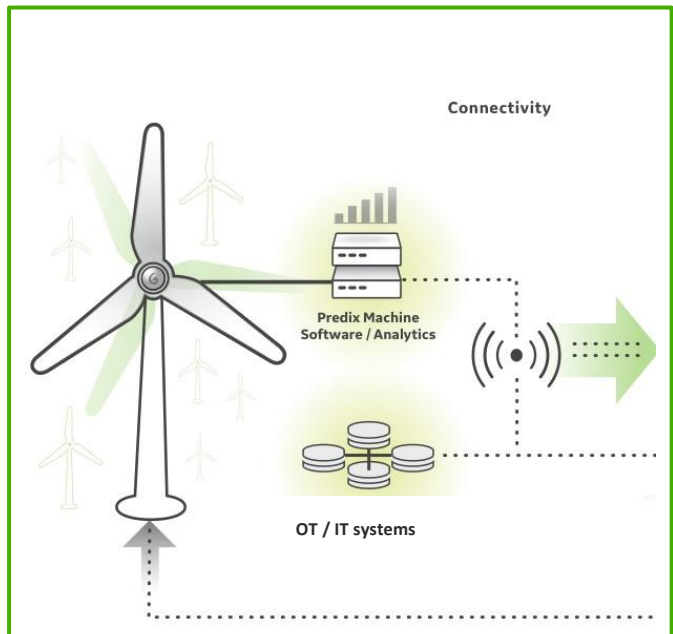 Connectivity
Predix Machine
Software / Analytics
OT / IT systems